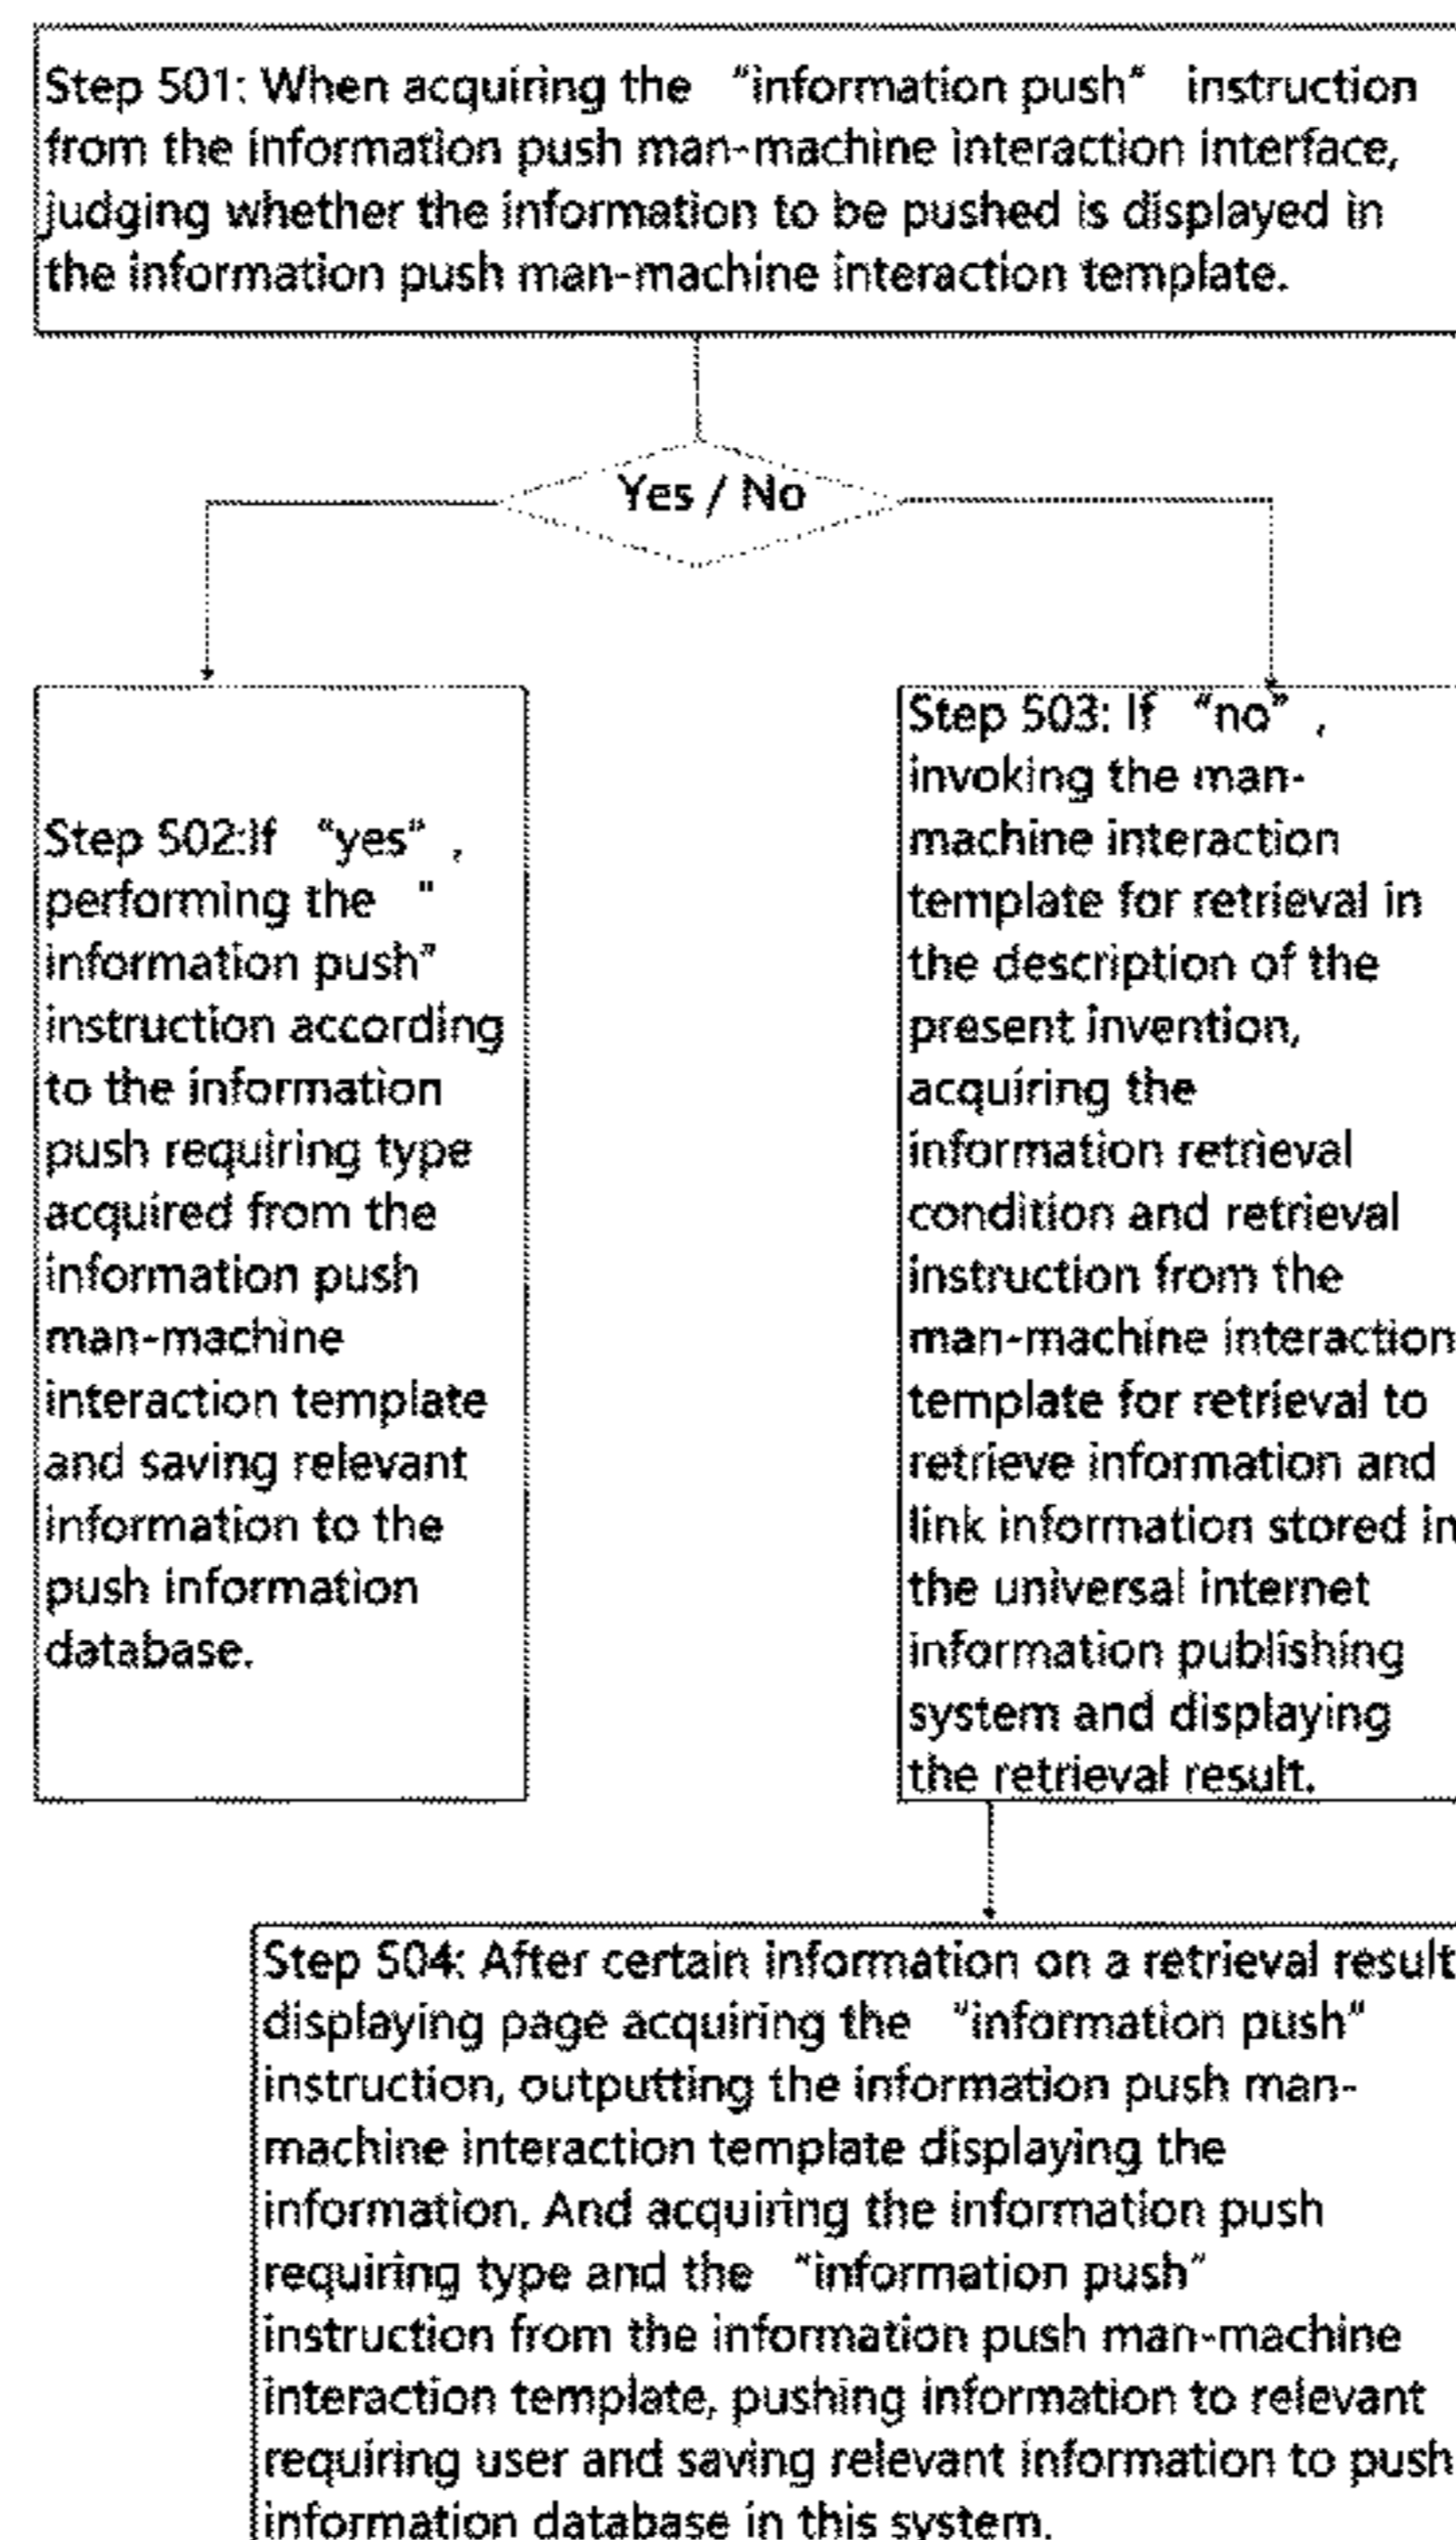 Step 501: When acquiring the “information push” instruction
from the information push man-machine interaction interface,
judging whether the information to be pushed is displayed in
the information push man-machine interaction template.
Yes / No
Step 502:If “yes” ,
performing the "
information push”
instruction according
to the information
push requiring type
acquired from the
information push
man-machine
interaction template
and saving relevant
information to the
push information
database.
Step 503: If “no” ,
invoking the man-
machine interaction
template for retrieval in
the description of the
present invention,
acquiring the
information retrieval
condition and retrieval
instruction from the
man-machine interaction
template for retrieval to
retrieve information and
link information stored in
the universal internet
information publishing
system and displaying
the retrieval result.
Step 504: After certain information on a retrieval result
displaying page acquiring the “information push”
instruction, outputting the information push man-
machine interaction template displaying the
information. And acquiring the information push
requiring type and the “information push”
instruction from the information push man-machine
interaction template, pushing information to relevant
requiring user and saving relevant information to push
information database in this system.